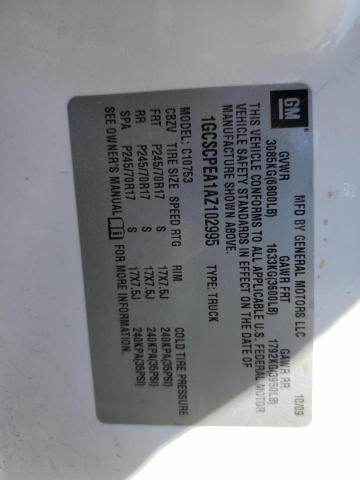 GM
MFD BY GENERAL MOTORS LLC 10/09
GVWR GAWR FRT GAWR RR
3085KG(6800LB) 1633KG(3600LB) 1792KG(3950LB)
THIS VEHICLE CONFORMS TO ALL APPLICABLE U.S. FEDERAL MOTOR
VEHICLE SAFETY STANDARDS IN EFFECT ON THE DATE OF
MANUFACTURE SHOWN ABOVE.
1GCSCPEA1AZ102995 TYPE: TRUCK
CBZV C10753
TIRE SIZE SPEED RTG RIM COLD TIRE PRESSURE
FRT P245/70R17 S 17X7.5J 240KPA(35PSI)
RR P245/70R17 S 17X7.5J 240KPA(35PSI)
SPA P245/70R17 S 17X7.5J 240KPA(35PSI)
SEE OWNER'S MANUAL FOR MORE INFORMATION.